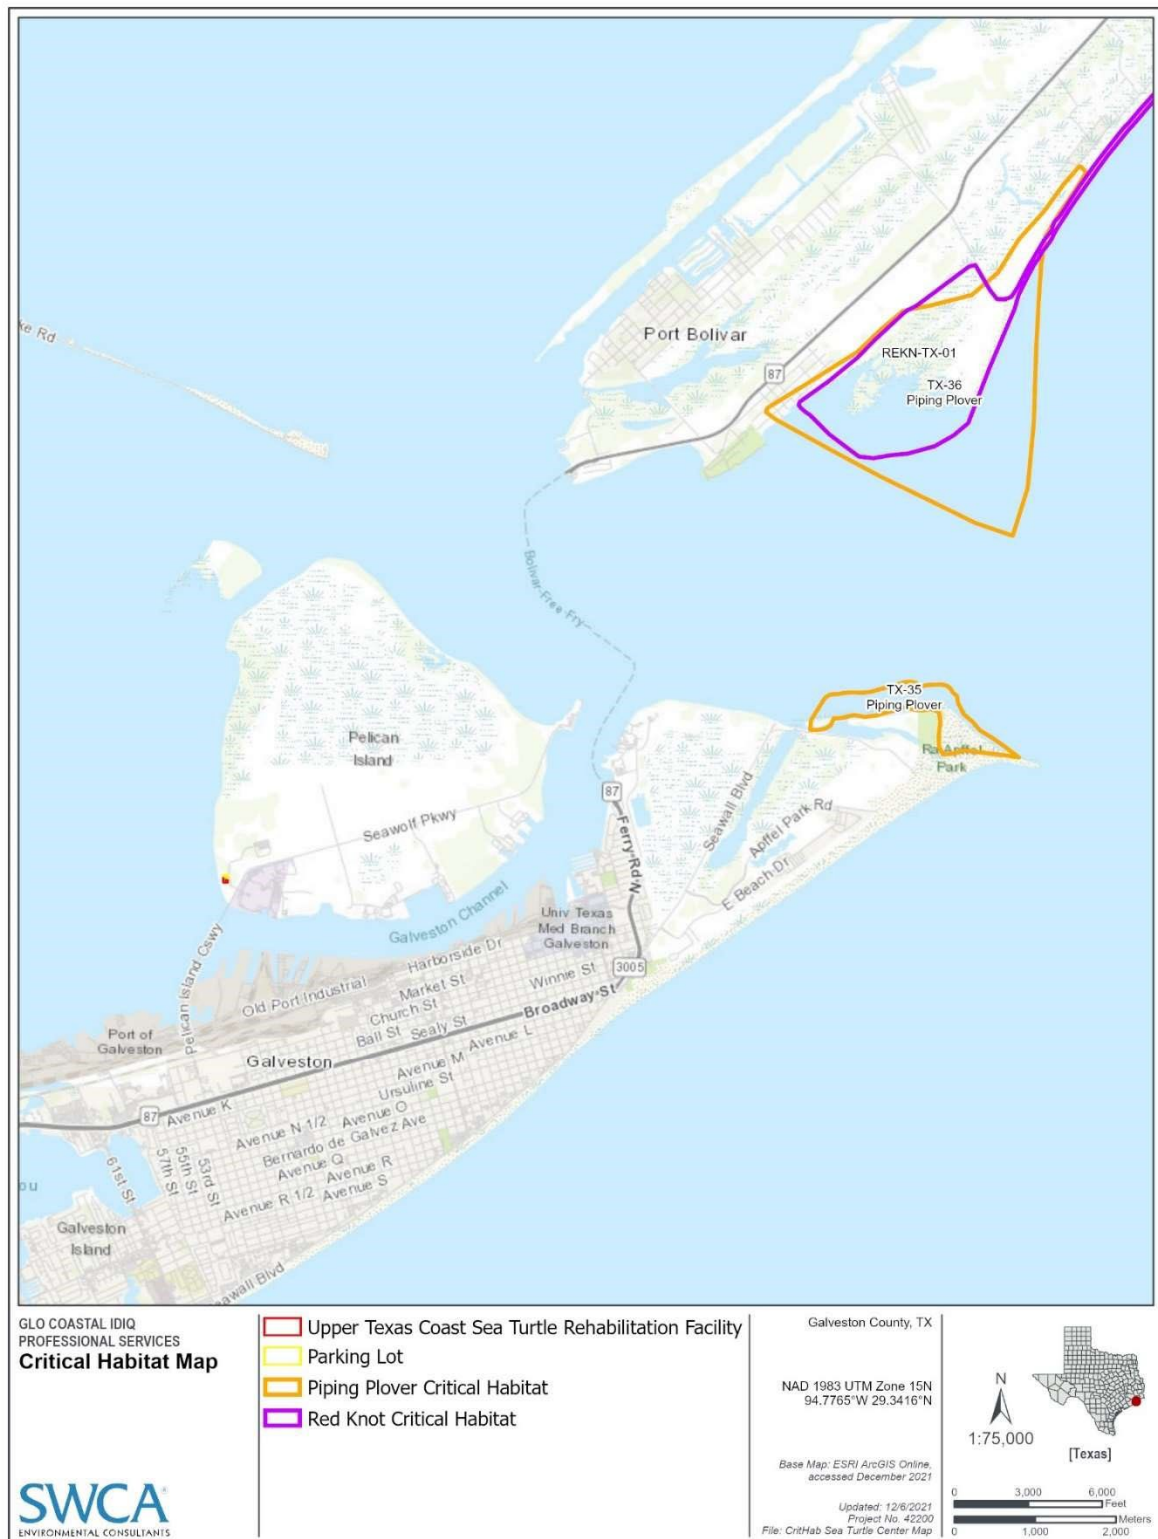 ke Rd
Port Bolivar
87
REKN-TX-01
TX-36
Piping Plover
Bolivar-Free Fry
TX-35
Piping Plover
Ra Apffel
Park
Pelican
Island
Seawolf Pkwy
87
Ferry Rd N
Seawall Blvd
Apffel Park Rd
E Beach Dr
Galveston Channel
Univ Texas
Med Branch
Galveston
3005
Pelican Island Cswy
Harborside Dr
Old Port Industrial
Market St
Winnie St
Church St
Broadway St
Ball St
Sealy St
Port of
Galveston
Galveston
Avenue L
Avenue M
Ursuline St
87
Avenue K
Avenue N 1/2
Avenue O
Bernardo de Galvez Ave
Avenue Q
Avenue R
Avenue R 1/2
Avenue S
61st St
57th St
55th St
53rd St
ou
Galveston
Island
eawall Blvd
GLO COASTAL IDIQ
PROFESSIONAL SERVICES
Critical Habitat Map
SWCA
ENVIRONMENTAL CONSULTANTS
Upper Texas Coast Sea Turtle Rehabilitation Facility
Parking Lot
Piping Plover Critical Habitat
Red Knot Critical Habitat
Galveston County, TX
NAD 1983 UTM Zone 15N
94.7765°W 29.3416°N
Base Map: ESRI ArcGIS Online,
accessed December 2021
Updated: 12/6/2021
Project No. 42200
File: CritHab Sea Turtle Center Map
N
1:75,000
[Texas]
0 3,000 6,000
Feet
Meters
0 1,000 2,000